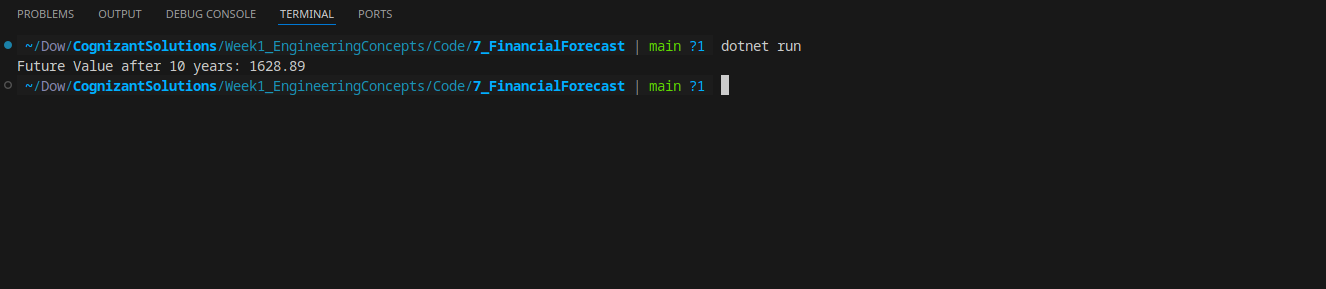 PROBLEMS OUTPUT DEBUG CONSOLE TERMINAL PORTS
~/Dow/CognizantSolutions/Week1_EngineeringConcepts/Code/7_FinancialForecast | main ?1 dotnet run
Future Value after 10 years: 1628.89
~/Dow/CognizantSolutions/Week1_EngineeringConcepts/Code/7_FinancialForecast | main ?1